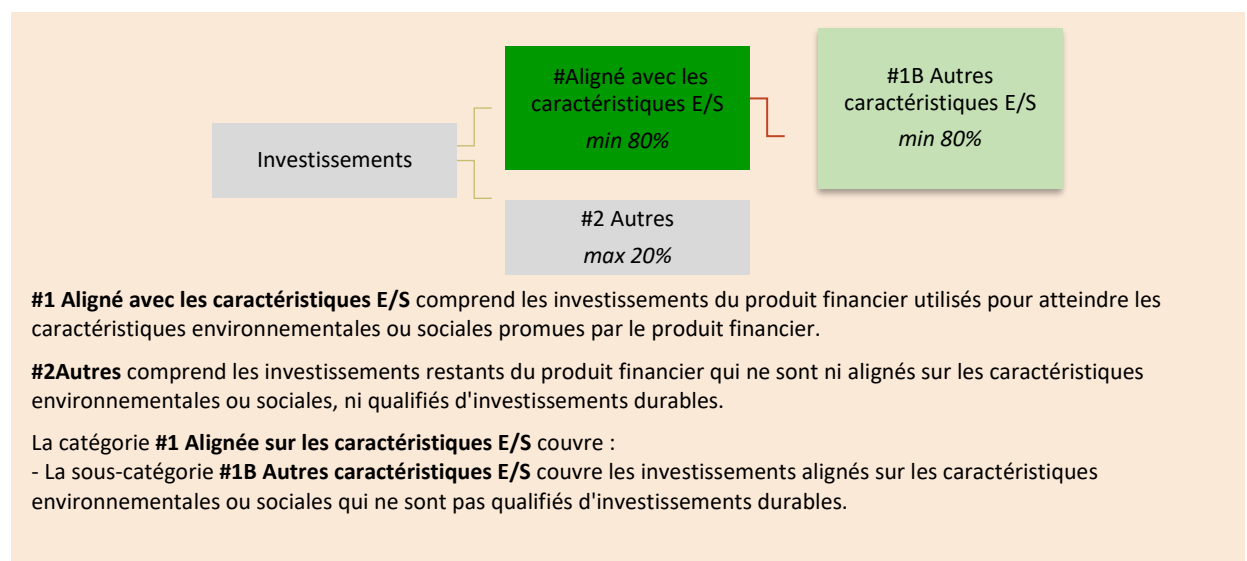 #Aligné avec les
caractéristiques E/S
min 80%
#1B Autres
caractéristiques E/S
min 80%
Investissements
#2 Autres
max 20%
#1 Aligné avec les caractéristiques E/S comprend les investissements du produit financier utilisés pour atteindre les
caractéristiques environnementales ou sociales promues par le produit financier.
#2Autres comprend les investissements restants du produit financier qui ne sont ni alignés sur les caractéristiques
environnementales ou sociales, ni qualifiés d'investissements durables.
La catégorie #1 Alignée sur les caractéristiques E/S couvre :
- La sous-catégorie #1B Autres caractéristiques E/S couvre les investissements alignés sur les caractéristiques
environnementales ou sociales qui ne sont pas qualifiés d'investissements durables.